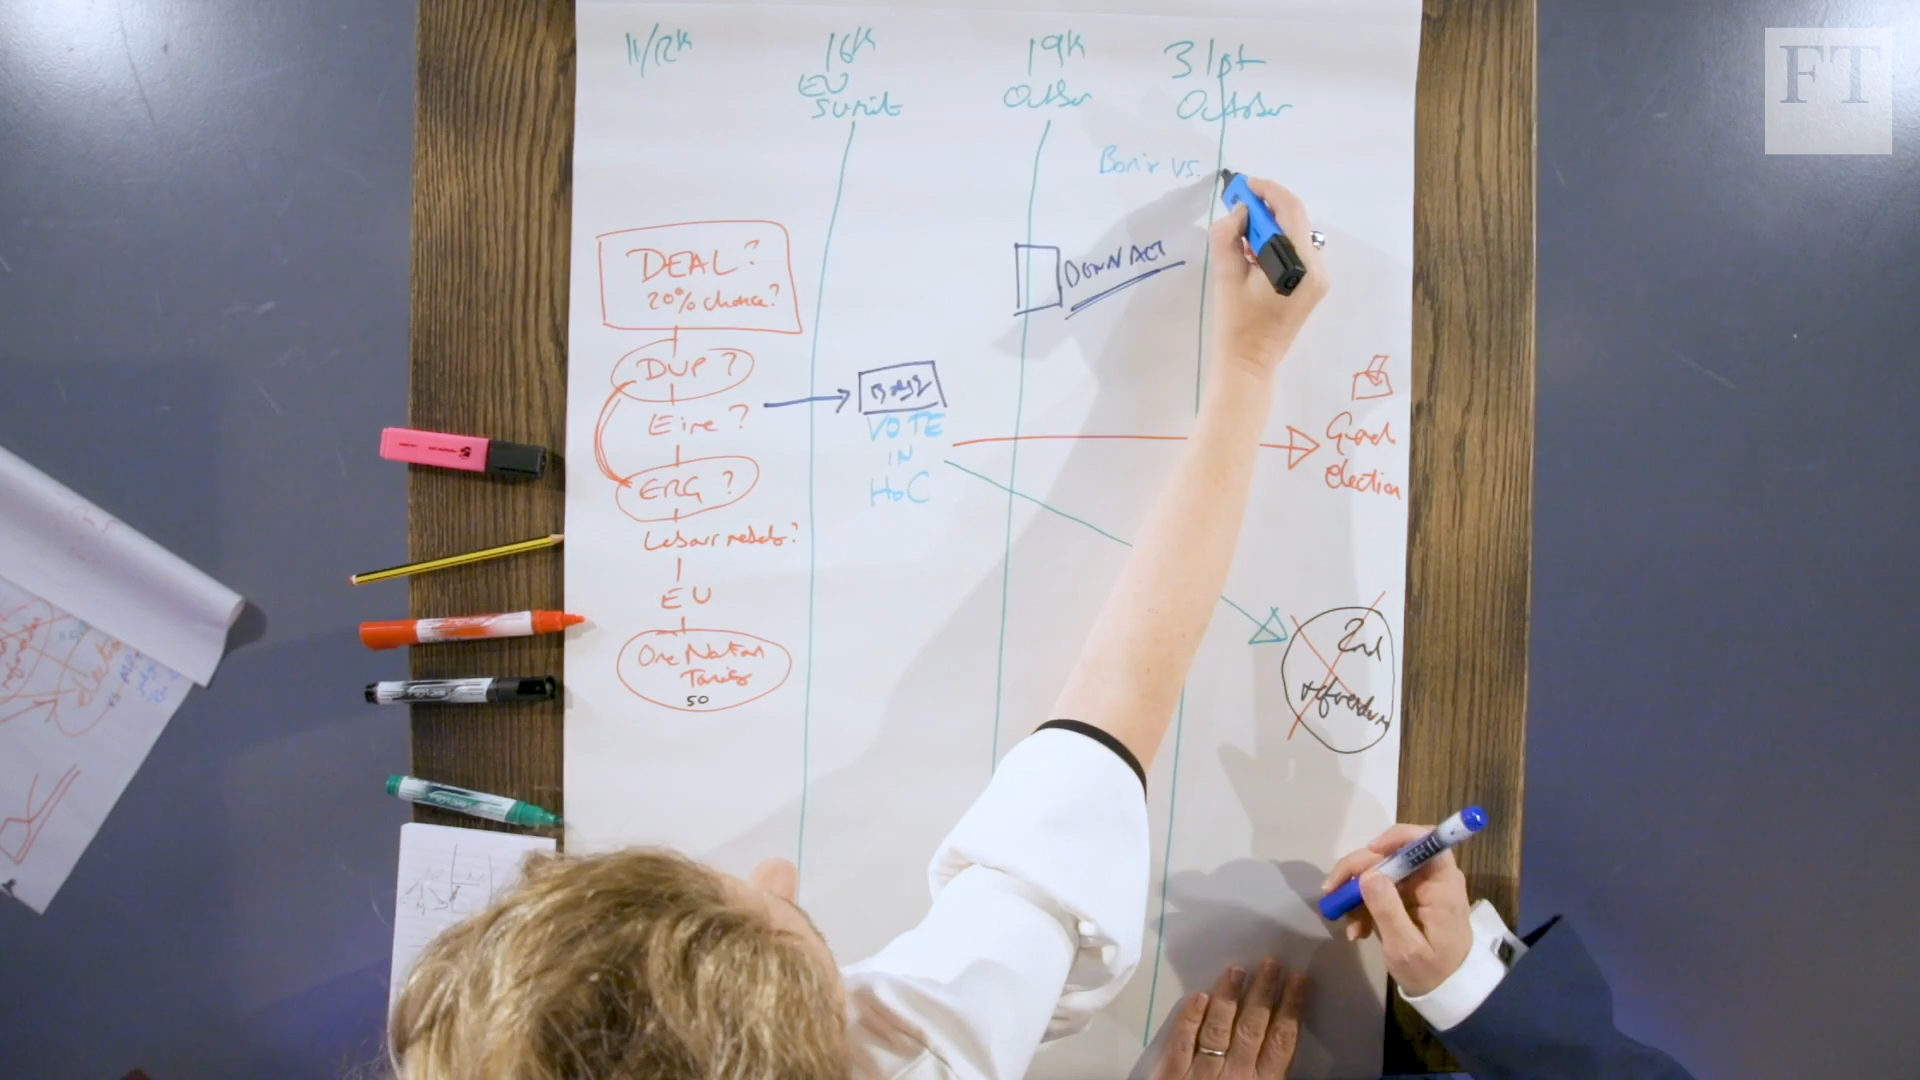 11/12th
16th
EU
Sumit
19th
October
31st
October
Boris vs.
DEAL?
20% chance?
DUP?
Eire?
ERG?
Labour rebels?
EU
One Nation
Tories
50
VOTE
IN
HoC
BENN ACT
General
election
2nd
referendum
FT